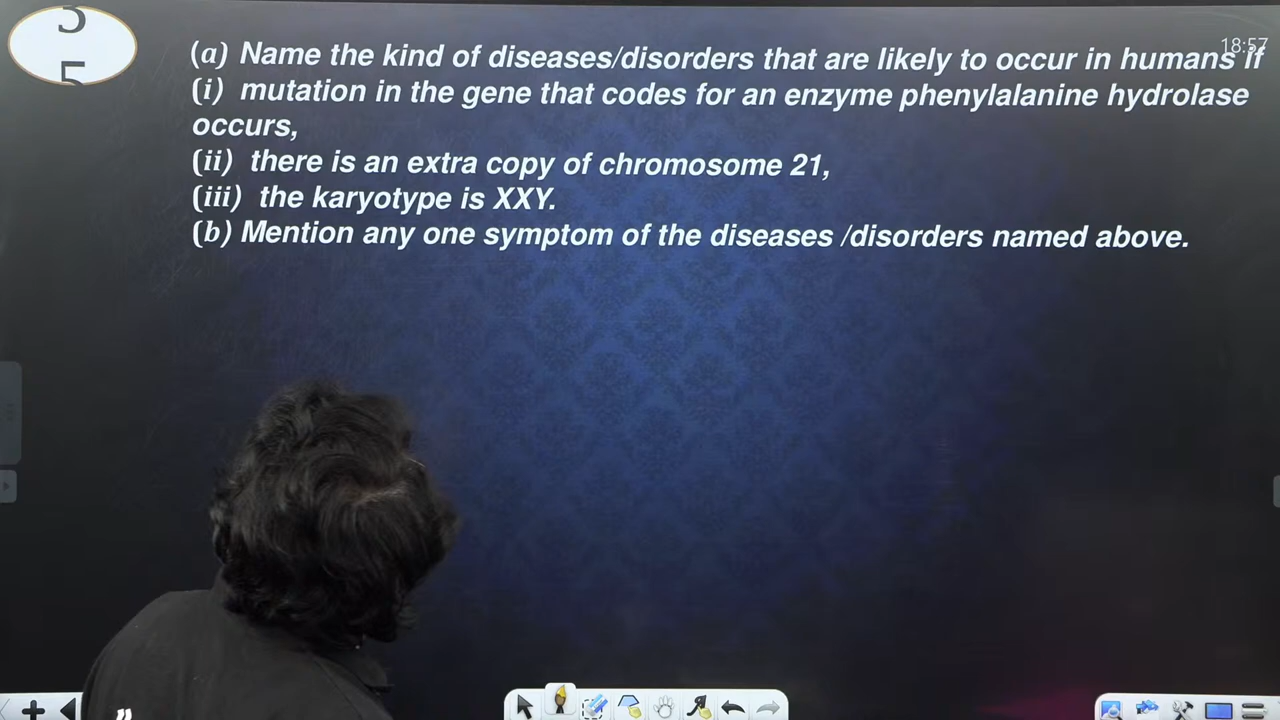 3
5
18:57
(a) Name the kind of diseases/disorders that are likely to occur in humans if
(i) mutation in the gene that codes for an enzyme phenylalanine hydrolase
occurs,
(ii) there is an extra copy of chromosome 21,
(iii) the karyotype is XXY.
(b) Mention any one symptom of the diseases /disorders named above.